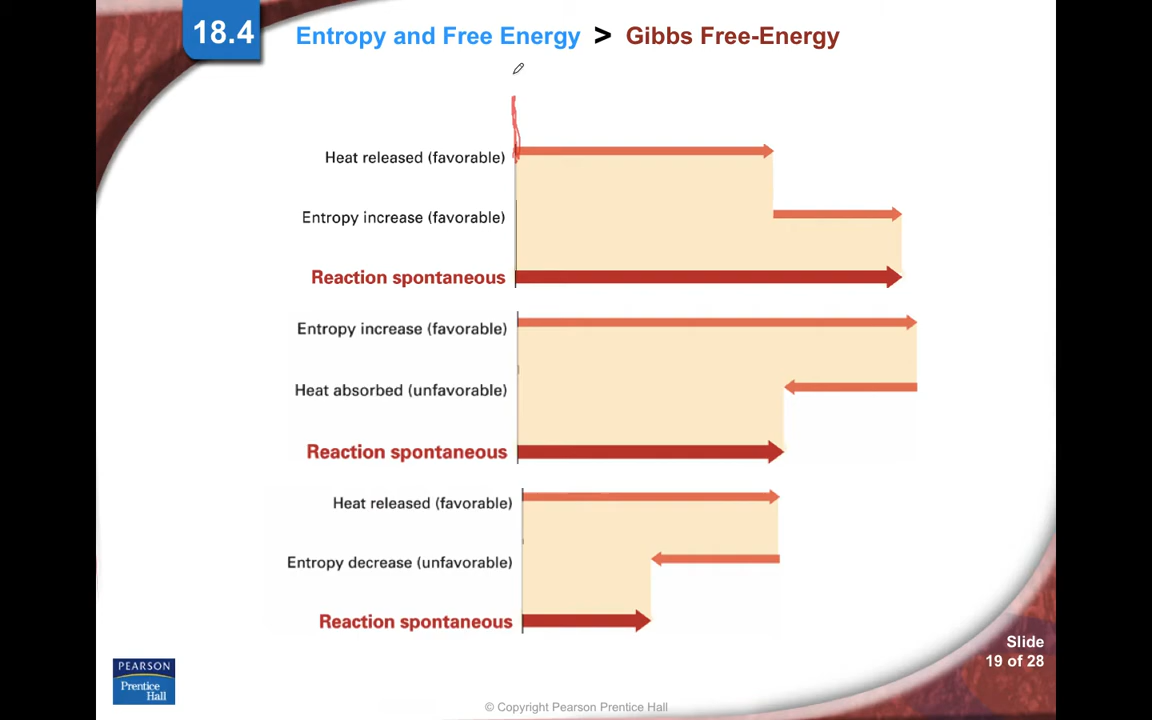 18.4
Entropy and Free Energy > Gibbs Free-Energy
Heat released (favorable)
Entropy increase (favorable)
Reaction spontaneous
Entropy increase (favorable)
Heat absorbed (unfavorable)
Reaction spontaneous
Heat released (favorable)
Entropy decrease (unfavorable)
Reaction spontaneous
Slide
19 of 28
PEARSON
Prentice
Hall
© Copyright Pearson Prentice Hall